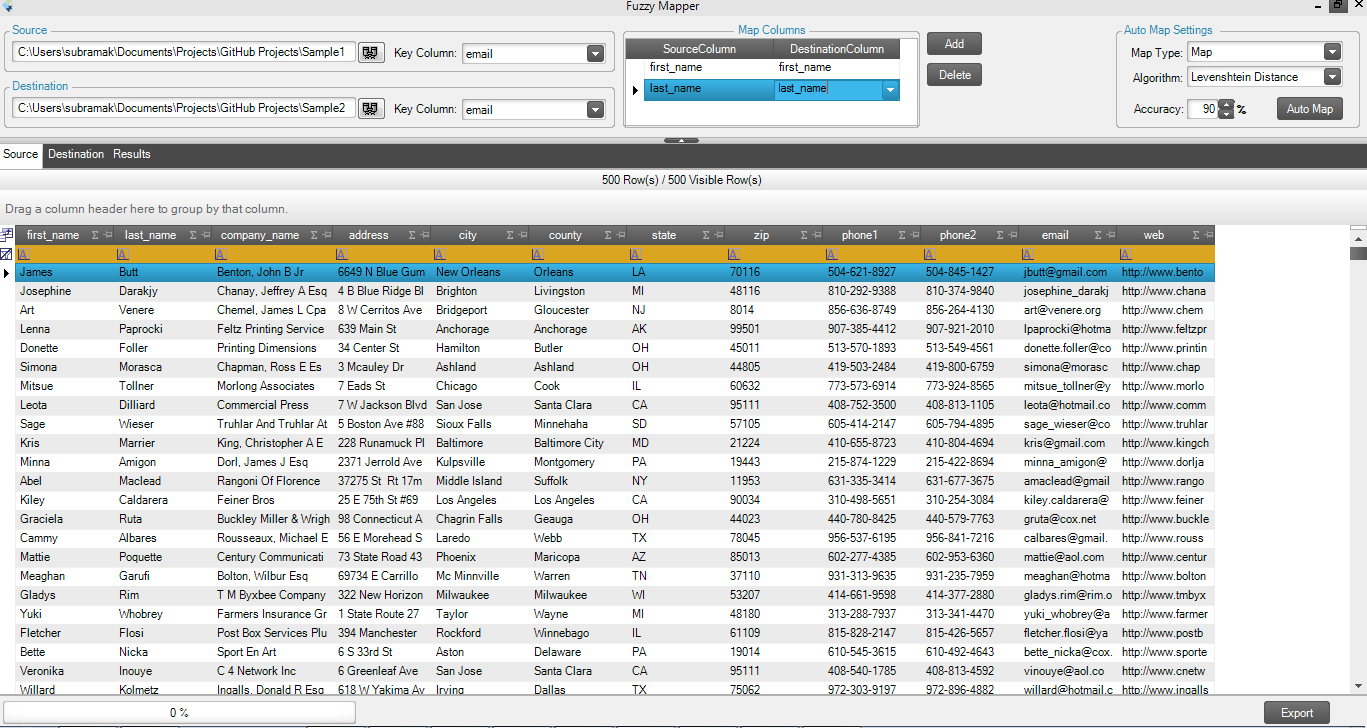 Fuzzy Mapper
Source
C:\Users\subramak\Documents\Projects\GitHub Projects\Sample1 Key Column: email
Destination
C:\Users\subramak\Documents\Projects\GitHub Projects\Sample2 Key Column: email
Map Columns
SourceColumn DestinationColumn
first_name first_name
last_name last_name
Add
Delete
Auto Map Settings
Map Type: Map
Algorithm: Levenshtein Distance
Accuracy: 90 % Auto Map
Source Destination Results
500 Row(s) / 500 Visible Row(s)
Drag a column header here to group by that column.
first_name Σ last_name Σ company_name Σ address Σ city Σ county Σ state Σ zip Σ phone1 Σ phone2 Σ email Σ web Σ
A A A A A A A A A A A A
James Butt Benton, John B Jr 6649 N Blue Gum New Orleans Orleans LA 70116 504-621-8927 504-845-1427 jbutt@gmail.com http://www.bento
Josephine Darakjy Chanay, Jeffrey A Esq 4 B Blue Ridge Bl Brighton Livingston MI 48116 810-292-9388 810-374-9840 josephine_darakj http://www.chana
Art Venere Chemel, James L Cpa 8 W Cerritos Ave Bridgeport Gloucester NJ 8014 856-636-8749 856-264-4130 art@venere.org http://www.chem
Lenna Paprocki Feltz Printing Service 639 Main St Anchorage Anchorage AK 99501 907-385-4412 907-921-2010 lpaprocki@hotma http://www.feltzpr
Donette Foller Printing Dimensions 34 Center St Hamilton Butler OH 45011 513-570-1893 513-549-4561 donette.foller@co http://www.printin
Simona Morasca Chapman, Ross E Es 3 Mcauley Dr Ashland Ashland OH 44805 419-503-2484 419-800-6759 simona@morasc http://www.chap
Mitsue Tollner Morlong Associates 7 Eads St Chicago Cook IL 60632 773-573-6914 773-924-8565 mitsue_tollner@y http://www.morlo
Leota Dilliard Commercial Press 7 W Jackson Blvd San Jose Santa Clara CA 95111 408-752-3500 408-813-1105 leota@hotmail.co http://www.comm
Sage Wieser Truhlar And Truhlar At 5 Boston Ave #88 Sioux Falls Minnehaha SD 57105 605-414-2147 605-794-4895 sage_wieser@co http://www.truhlar
Kris Marrier King, Christopher A E 228 Runamuck Pl Baltimore Baltimore City MD 21224 410-655-8723 410-804-4694 kris@gmail.com http://www.kingch
Minna Amigon Dorl, James J Esq 2371 Jerrold Ave Kulpsville Montgomery PA 19443 215-874-1229 215-422-8694 minna_amigon@ http://www.dorlja
Abel Maclead Rangoni Of Florence 37275 St Rt 17m Middle Island Suffolk NY 11953 631-335-3414 631-677-3675 amaclead@gmail http://www.rango
Kiley Caldarera Feiner Bros 25 E 75th St #69 Los Angeles Los Angeles CA 90034 310-498-5651 310-254-3084 kiley.caldarera@ http://www.feiner
Graciela Ruta Buckley Miller & Wrigh 98 Connecticut A Chagrin Falls Geauga OH 44023 440-780-8425 440-579-7763 gruta@cox.net http://www.buckle
Cammy Albares Rousseaux, Michael E 56 E Morehead S Laredo Webb TX 78045 956-537-6195 956-841-7216 calbares@gmail. http://www.rouss
Mattie Poquette Century Communicati 73 State Road 43 Phoenix Maricopa AZ 85013 602-277-4385 602-953-6360 mattie@aol.com http://www.centur
Meaghan Garufi Bolton, Wilbur Esq 69734 E Carrillo Mc Minnville Warren TN 37110 931-313-9635 931-235-7959 meaghan@hotma http://www.bolton
Gladys Rim T M Byxbee Company 322 New Horizon Milwaukee Milwaukee WI 53207 414-661-9598 414-377-2880 gladys.rim@rim.o http://www.tmbyx
Yuki Whobrey Farmers Insurance Gr 1 State Route 27 Taylor Wayne MI 48180 313-288-7937 313-341-4470 yuki_whobrey@a http://www.farmer
Fletcher Flosi Post Box Services Plu 394 Manchester Rockford Winnebago IL 61109 815-828-2147 815-426-5657 fletcher.flosi@ya http://www.postb
Bette Nicka Sport En Art 6 S 33rd St Aston Delaware PA 19014 610-545-3615 610-492-4643 bette_nicka@cox. http://www.sporte
Veronika Inouye C 4 Network Inc 6 Greenleaf Ave San Jose Santa Clara CA 95111 408-540-1785 408-813-4592 vinouye@aol.co http://www.cnetw
Willard Kolmetz Ingalls, Donald R Esq 618 W Yakima Av Irving Dallas TX 75062 972-303-9197 972-896-4882 willard@hotmail.c http://www.ingalls
0 % Export